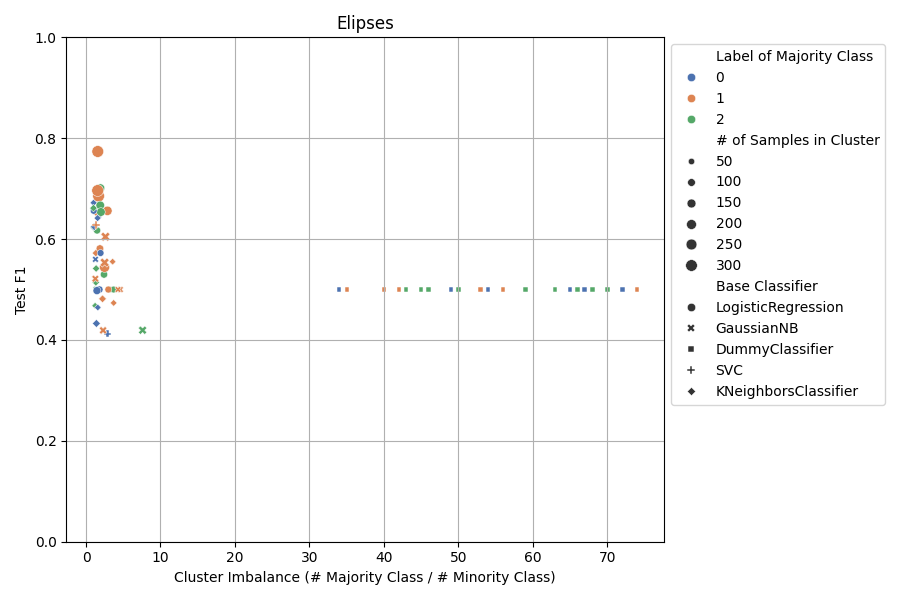 Elipses
Test F1
1.0
0.8
0.6
0.4
0.2
0.0
0 10 20 30 40 50 60 70
Cluster Imbalance (# Majority Class / # Minority Class)
Label of Majority Class
0
1
2
# of Samples in Cluster
50
100
150
200
250
300
Base Classifier
LogisticRegression
GaussianNB
DummyClassifier
SVC
KNeighborsClassifier